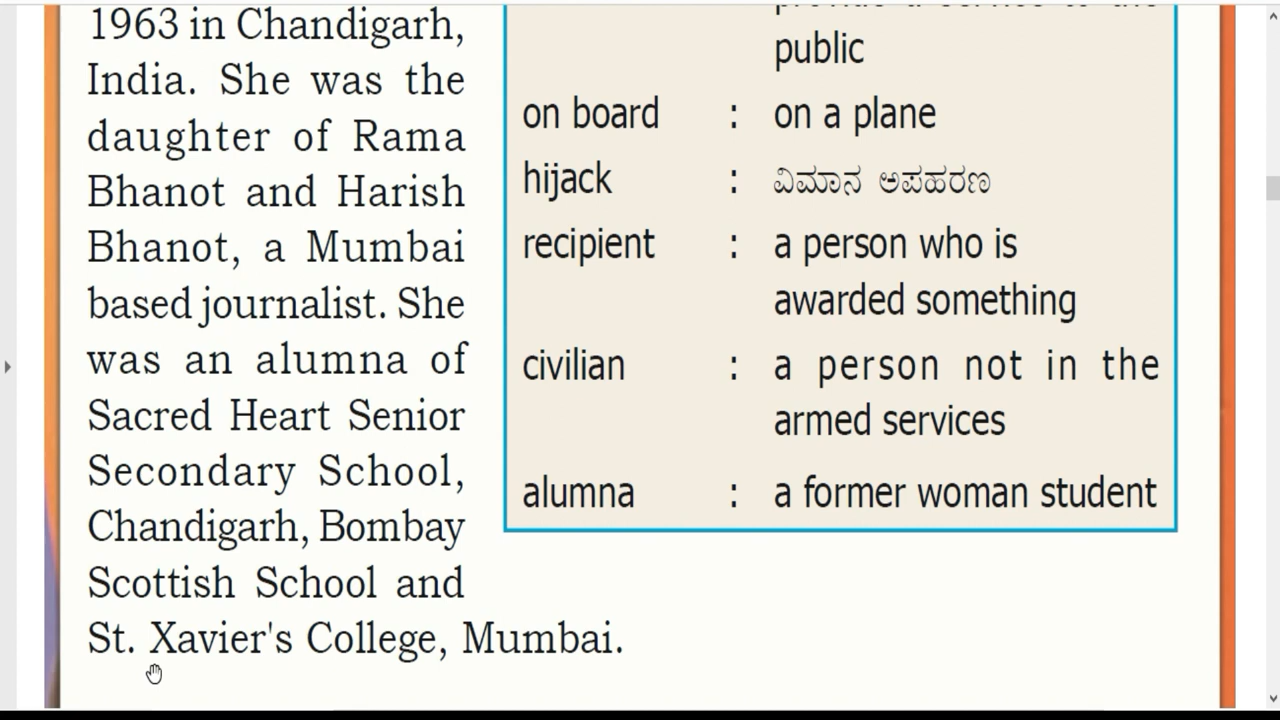 1963 in Chandigarh,
India. She was the
daughter of Rama
Bhanot and Harish
Bhanot, a Mumbai
based journalist. She
was an alumna of
Sacred Heart Senior
Secondary School,
Chandigarh, Bombay
Scottish School and
St. Xavier's College, Mumbai.
public
on board : on a plane
hijack : ವಿಮಾನ ಅಪಹರಣ
recipient : a person who is
awarded something
civilian : a person not in the
armed services
alumna : a former woman student